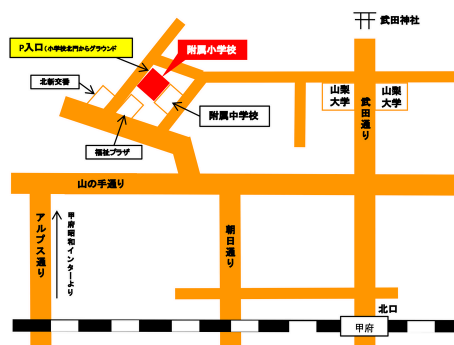 武田神社
P入口（小学校北門からグラウンド
附属小学校
北新交番
附属中学校
福祉プラザ
山梨
大学
山梨
大学
武田通り
山の手通り
アルプス通り
甲府昭和インターより
朝日通り
北口
甲府